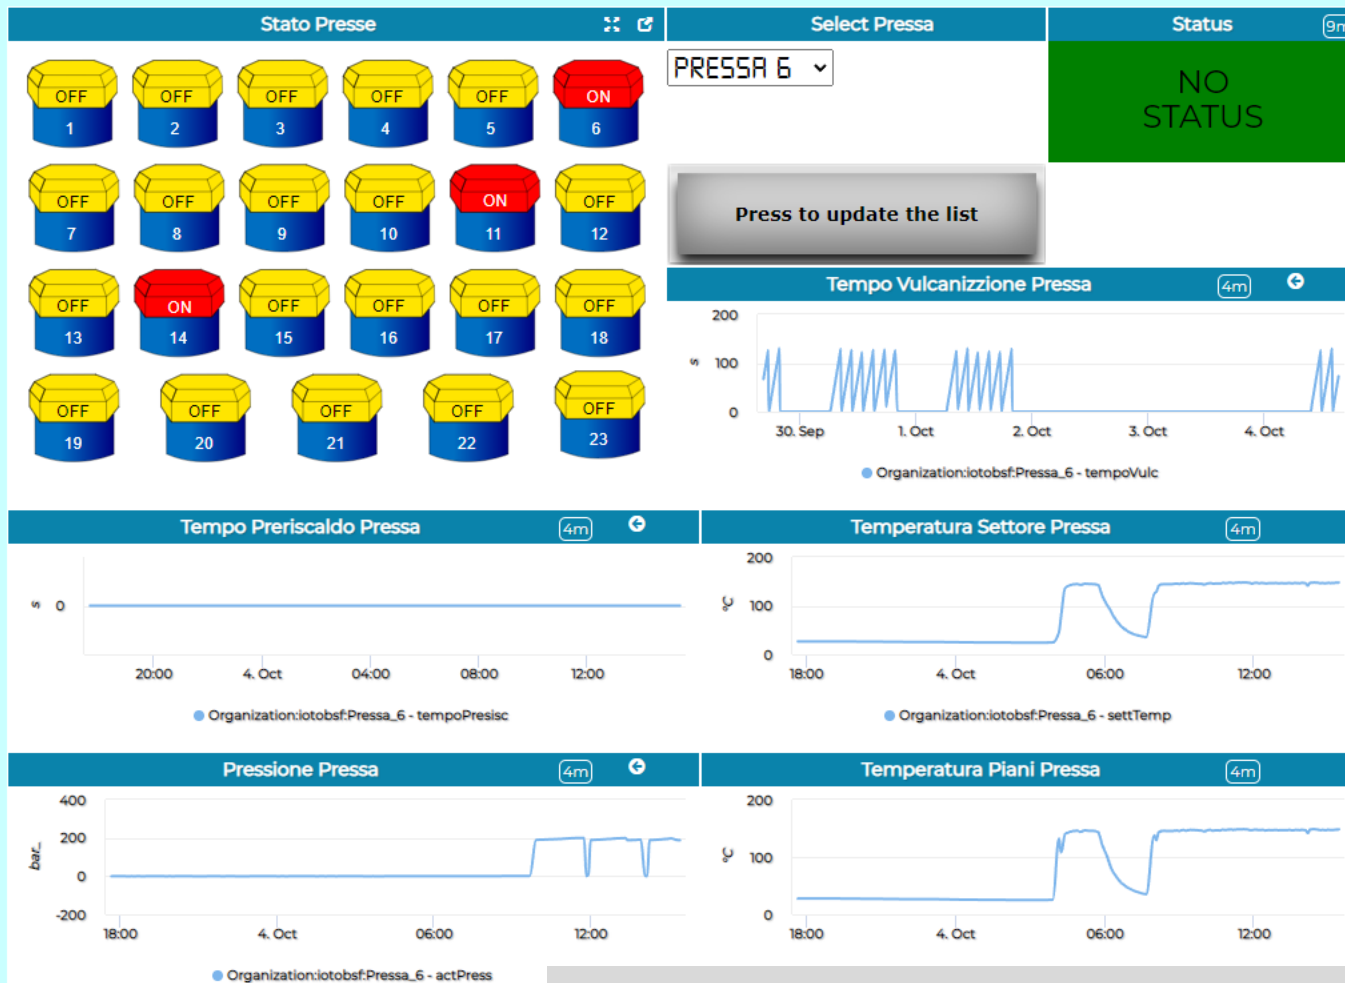 Stato Presse
OFF OFF OFF OFF OFF ON
1 2 3 4 5 6
OFF OFF OFF OFF ON OFF
7 8 9 10 11 12
OFF ON OFF OFF OFF OFF
13 14 15 16 17 18
OFF OFF OFF OFF OFF
19 20 21 22 23
Select Pressa
PRESSA 6
Press to update the list
Status
NO
STATUS
Tempo Vulcanizzione Pressa 4m
200
s 100
0
30. Sep 1. Oct 2. Oct 3. Oct 4. Oct
Organization:iotobsf:Pressa_6 - tempoVulc
Tempo Preriscaldo Pressa 4m
s 0
20:00 4. Oct 04:00 08:00 12:00
Organization:iotobsf:Pressa_6 - tempoPresisc
Temperatura Settore Pressa 4m
200
°C 100
0
18:00 4. Oct 06:00 12:00
Organization:iotobsf:Pressa_6 - settTemp
Pressione Pressa 4m
400
200
bar_
0
-200
18:00 4. Oct 06:00 12:00
Organization:iotobsf:Pressa_6 - actPress
Temperatura Piani Pressa 4m
200
°C 100
0
18:00 4. Oct 06:00 12:00